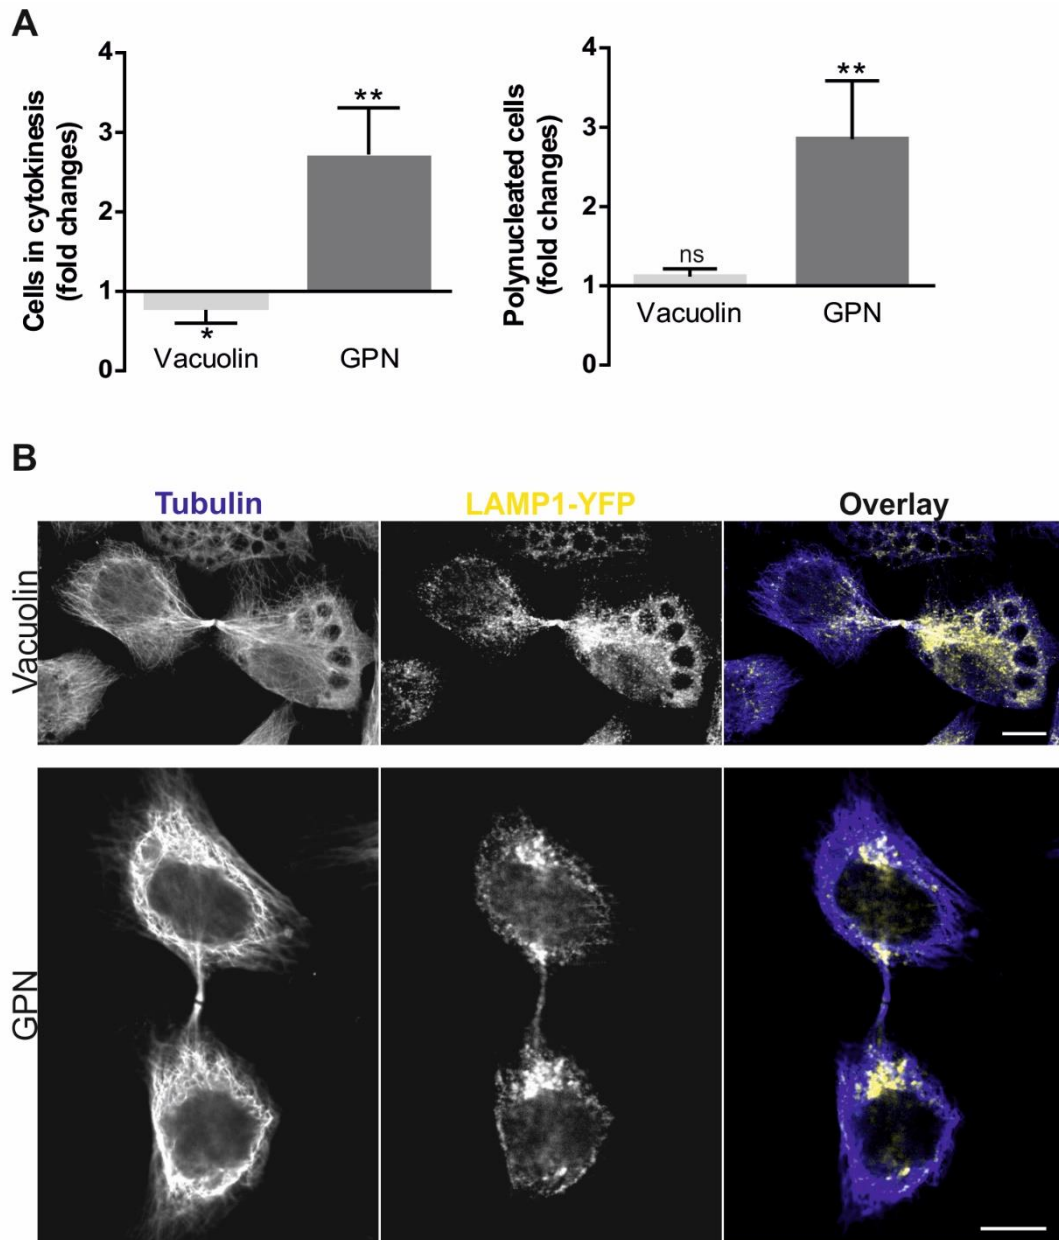 A
Cells in cytokinesis
(fold changes)
4
3
2
1
0
**
*
Vacuolin
GPN
Polynucleated cells
(fold changes)
4
3
2
1
0
ns
**
Vacuolin
GPN
B
Tubulin
LAMP1-YFP
Overlay
Vacuolin
GPN